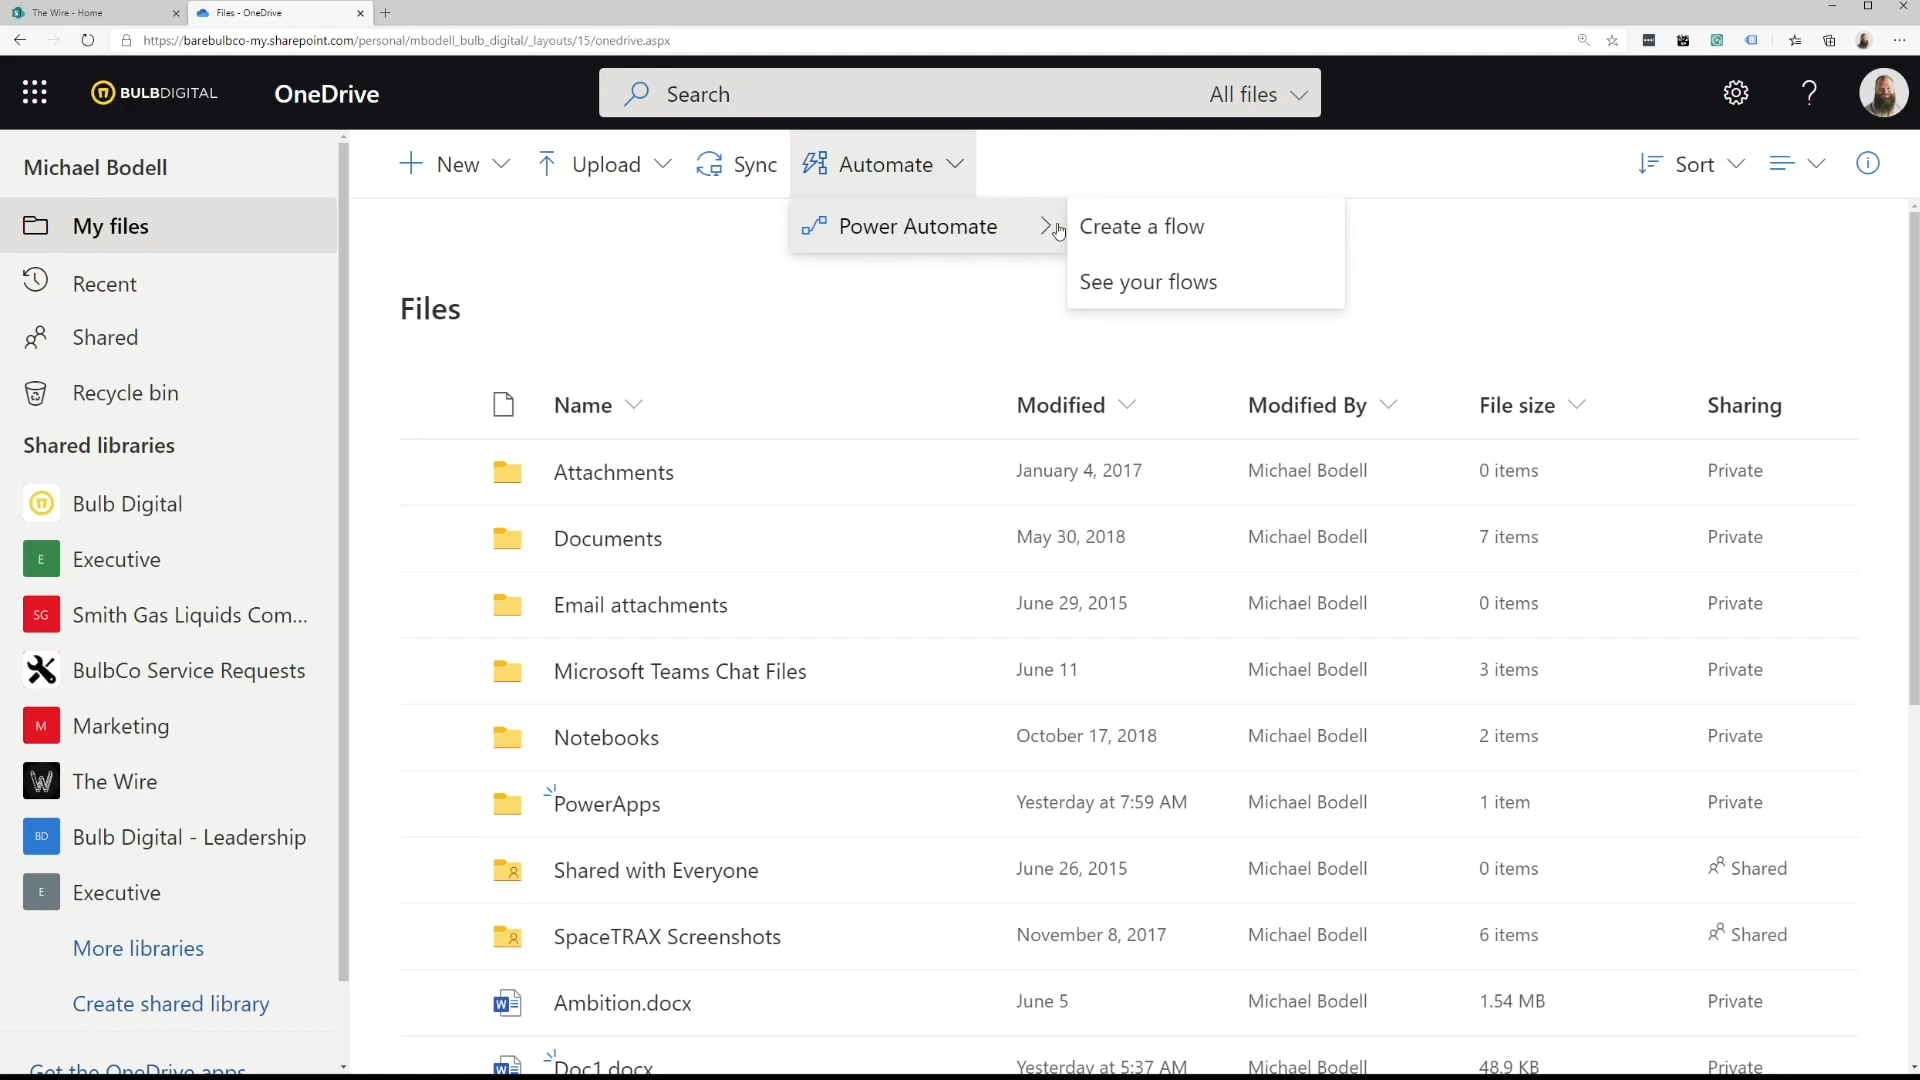 The Wire - Home
Files - OneDrive
https://barebulbco-my.sharepoint.com/personal/mbodell_bulb_digital/_layouts/15/onedrive.aspx
BULBDIGITAL
OneDrive
Search
All files
Michael Bodell
New
Upload
Sync
Automate
Sort
My files
Power Automate
Create a flow
Recent
See your flows
Files
Shared
Recycle bin
Name
Modified
Modified By
File size
Sharing
Shared libraries
Attachments
January 4, 2017
Michael Bodell
0 items
Private
Bulb Digital
Documents
May 30, 2018
Michael Bodell
7 items
Private
E
Executive
Email attachments
June 29, 2015
Michael Bodell
0 items
Private
SG
Smith Gas Liquids Com...
Microsoft Teams Chat Files
June 11
Michael Bodell
3 items
Private
BulbCo Service Requests
M
Marketing
Notebooks
October 17, 2018
Michael Bodell
2 items
Private
W
The Wire
PowerApps
Yesterday at 7:59 AM
Michael Bodell
1 item
Private
BD
Bulb Digital - Leadership
Shared with Everyone
June 26, 2015
Michael Bodell
0 items
Shared
E
Executive
SpaceTRAX Screenshots
November 8, 2017
Michael Bodell
6 items
Shared
More libraries
Create shared library
Ambition.docx
June 5
Michael Bodell
1.54 MB
Private
Get the OneDrive apps
Doc1.docx
Yesterday at 5:37 AM
Michael Bodell
48.9 KB
Private